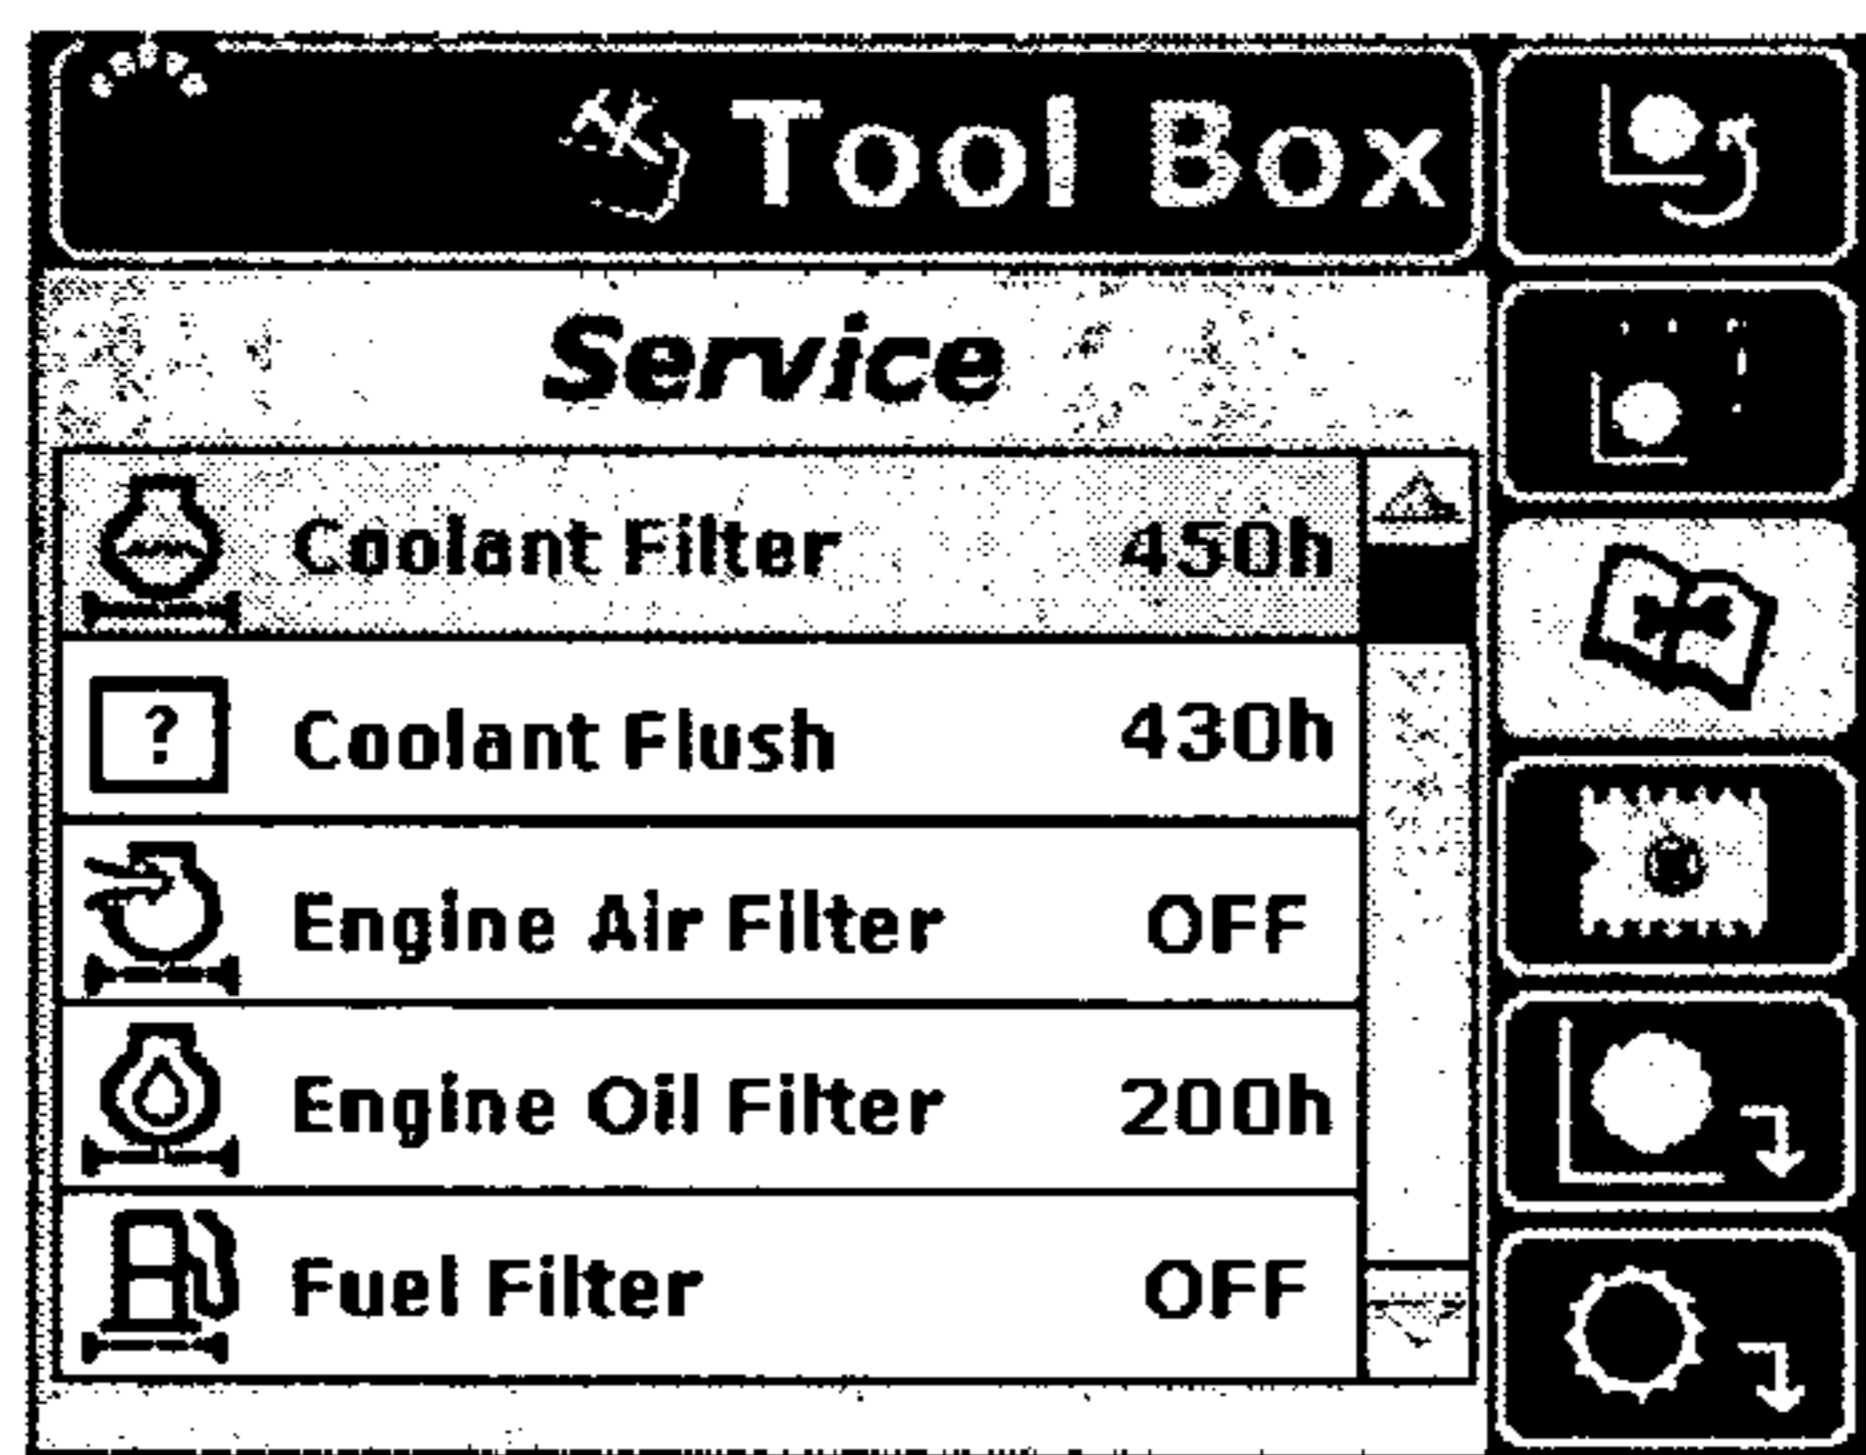 Tool Box
Service
Coolant Filter 450h
? Coolant Flush 430h
Engine Air Filter OFF
Engine Oil Filter 200h
Fuel Filter OFF